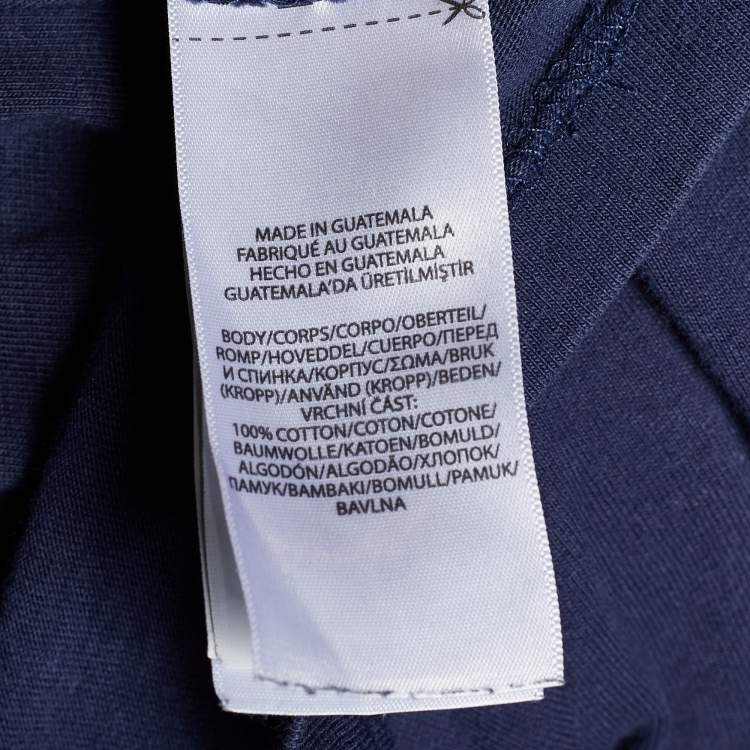 MADE IN GUATEMALA
FABRIQUÉ AU GUATEMALA
HECHO EN GUATEMALA
GUATEMALA'DA ÜRETİLMİŞTİR
BODY/CORPS/CORPO/OBERTEIL/
ROMP/HOVEDDEL/CUERPO/ПЕРЕД
И СПИНКА/КОРПУС/ΣΩΜΑ/BRUK
(KROPP)/ANVÄND (KROPP)/BEDEN/
VRCHNÍ ČÁST:
100% COTTON/COTON/COTONE/
BAUMWOLLE/KATOEN/BOMULD/
ALGODÓN/ALGODÃO/ХЛОПОК/
ПАМУК/BAMBAKI/BOMULL/PAMUK/
BAVLNA